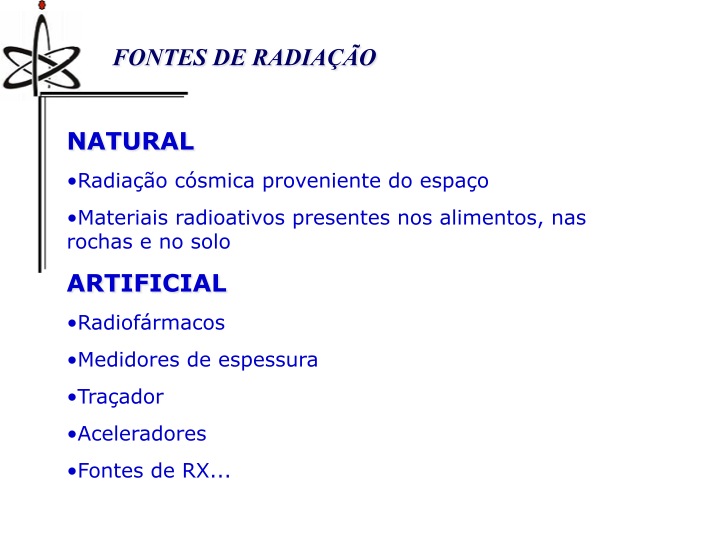 FONTES DE RADIAÇÃO
NATURAL
•Radiação cósmica proveniente do espaço
•Materiais radioativos presentes nos alimentos, nas
rochas e no solo
ARTIFICIAL
•Radiofármacos
•Medidores de espessura
•Traçador
•Aceleradores
•Fontes de RX...